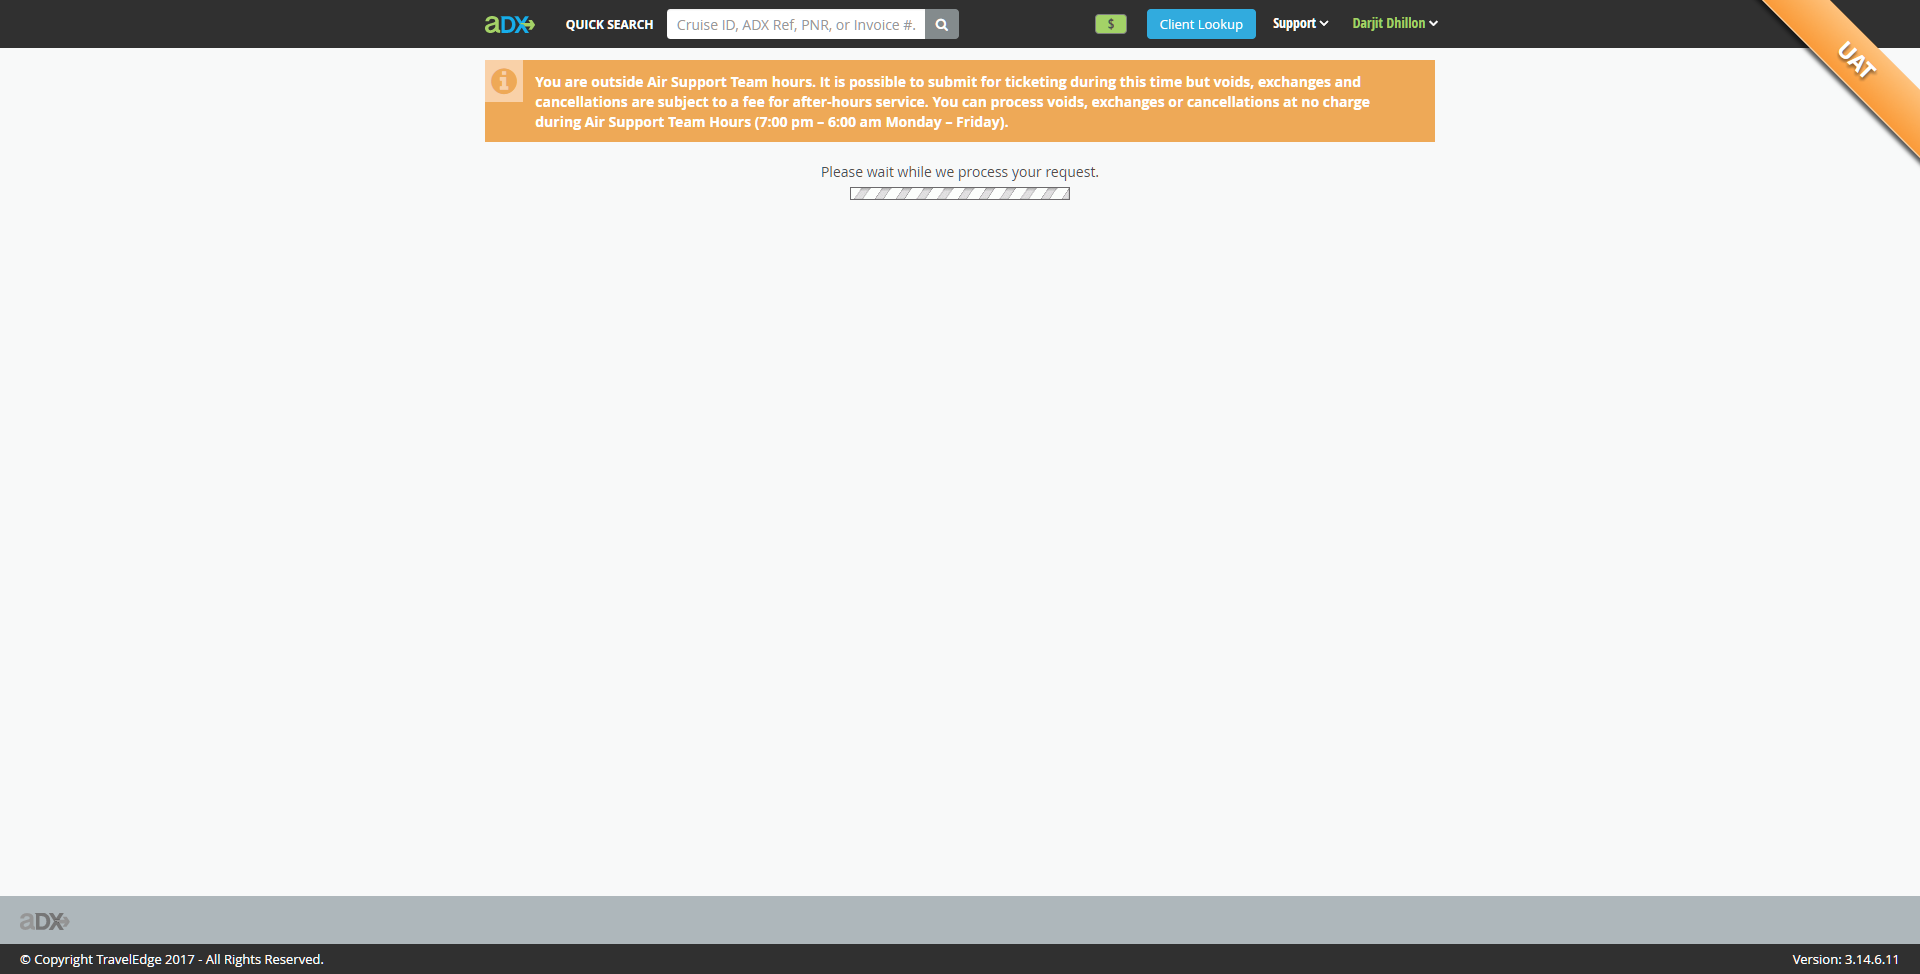 aDX
QUICK SEARCH
Cruise ID, ADX Ref, PNR, or Invoice #.
$
Client Lookup
Support
Darjit Dhillon
UAT
You are outside Air Support Team hours. It is possible to submit for ticketing during this time but voids, exchanges and
cancellations are subject to a fee for after-hours service. You can process voids, exchanges or cancellations at no charge
during Air Support Team Hours (7:00 pm – 6:00 am Monday – Friday).
Please wait while we process your request.
aDX
© Copyright TravelEdge 2017 - All Rights Reserved.
Version: 3.14.6.11